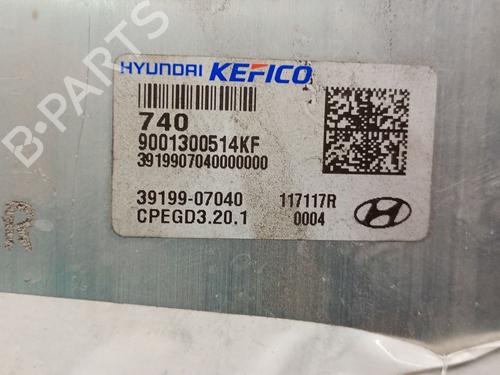 HYUNDAI KEFICO
740
9001300514KF
3919907040000000
39199-07040 117117R
CPEGD3.20.1 0004
B-PARTS